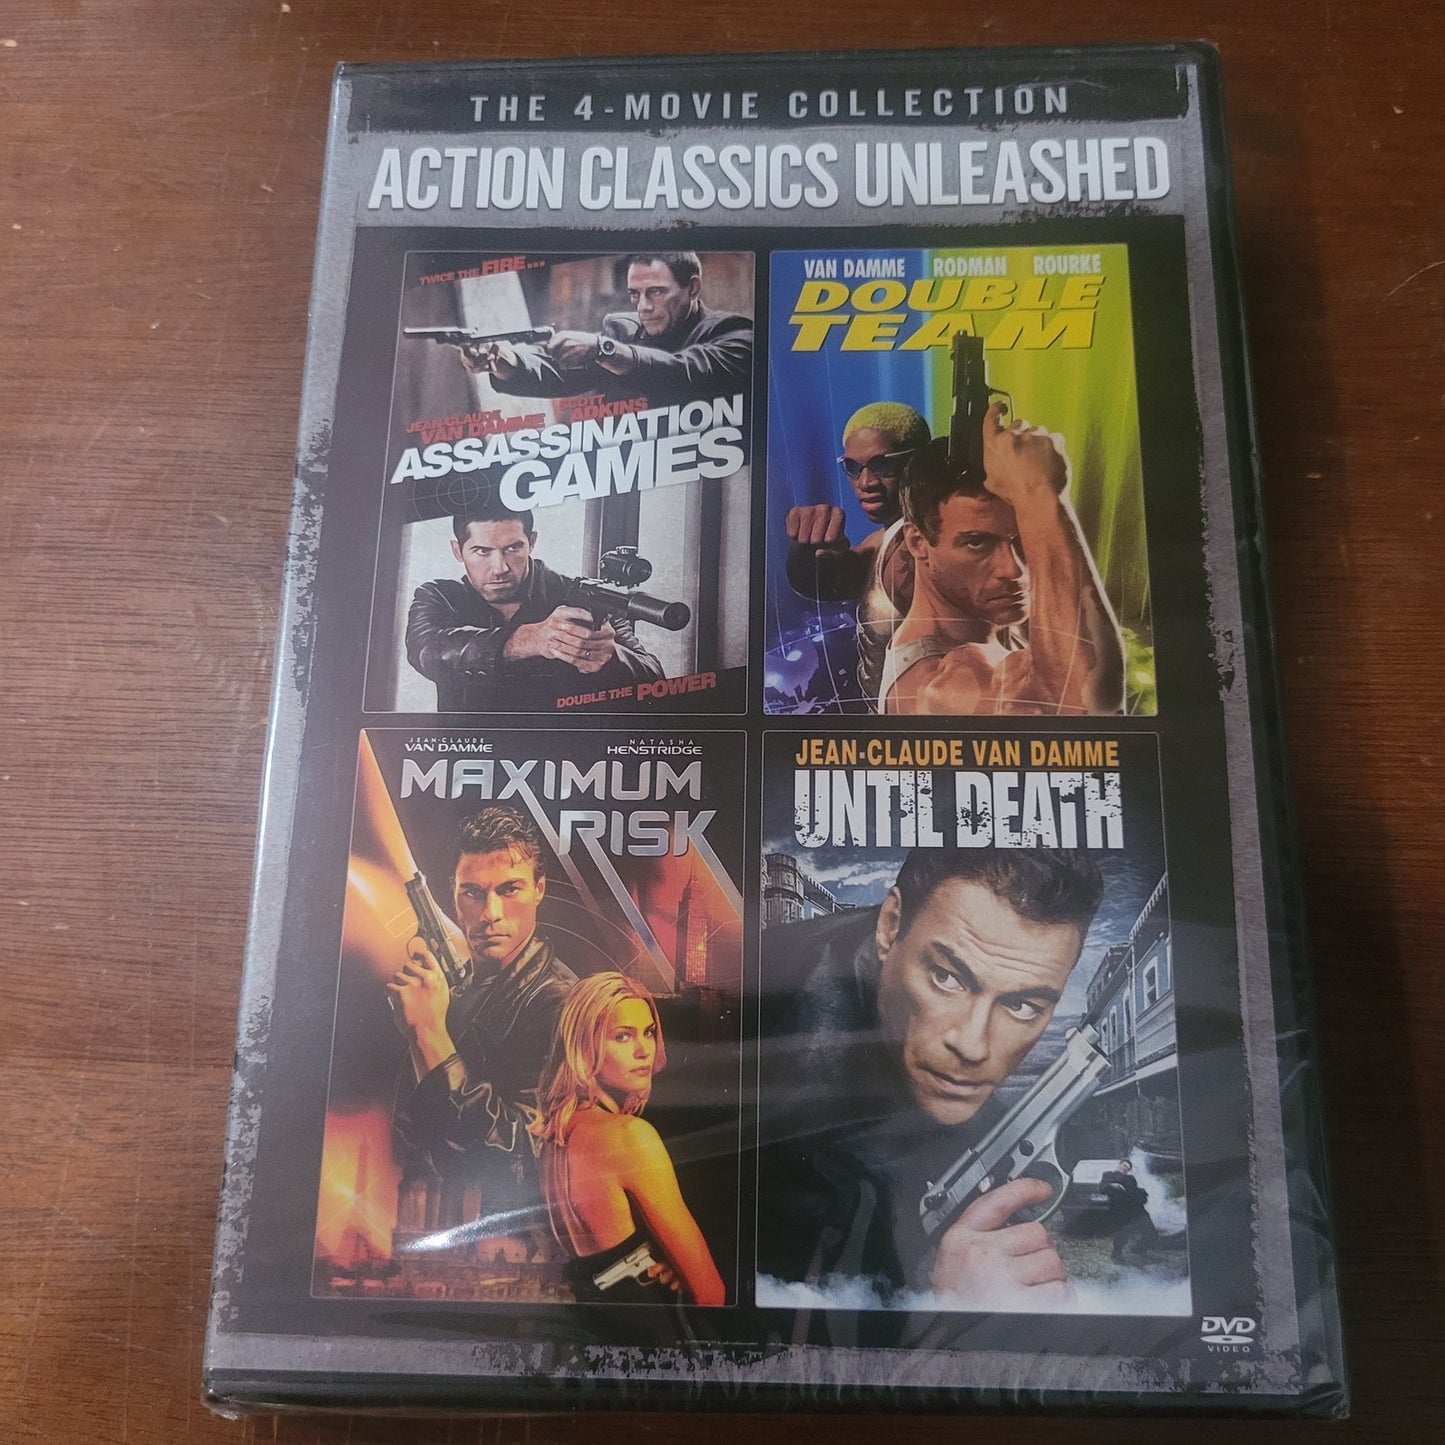 THE 4-MOVIE COLLECTION
ACTION CLASSICS UNLEASHED
TWICE THE FIRE...
JEAN-CLAUDE VAN DAMME
SCOTT ADKINS
ASSASSINATION
GAMES
DOUBLE THE POWER
VAN DAMME RODMAN ROURKE
DOUBLE
TEAM
JEAN-CLAUDE VAN DAMME
NATASHA HENSTRIDGE
MAXIMUM
RISK
JEAN-CLAUDE VAN DAMME
UNTIL DEATH
DVD
VIDEO